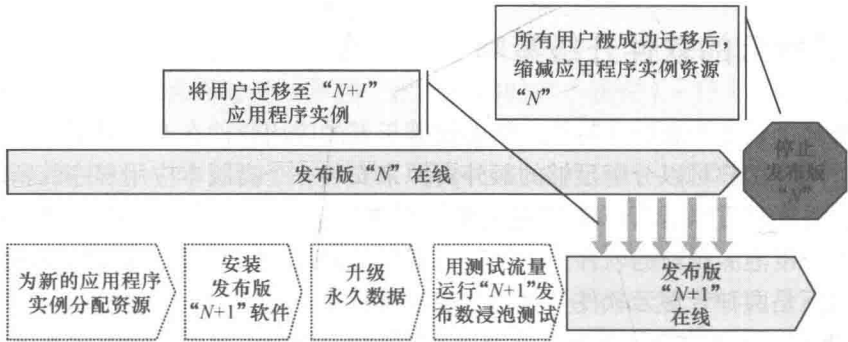 所有用户被成功迁移后，
缩减应用程序实例资源
“N”
将用户迁移至“N+1”
应用程序实例
发布版“N”在线
停止
发布版
“N”
为新的应用程序
实例分配资源
安装
发布版
“N+1”软件
升级
永久数据
用测试流量
运行“N+1”发
布数浸泡测试
发布版
“N+1”
在线